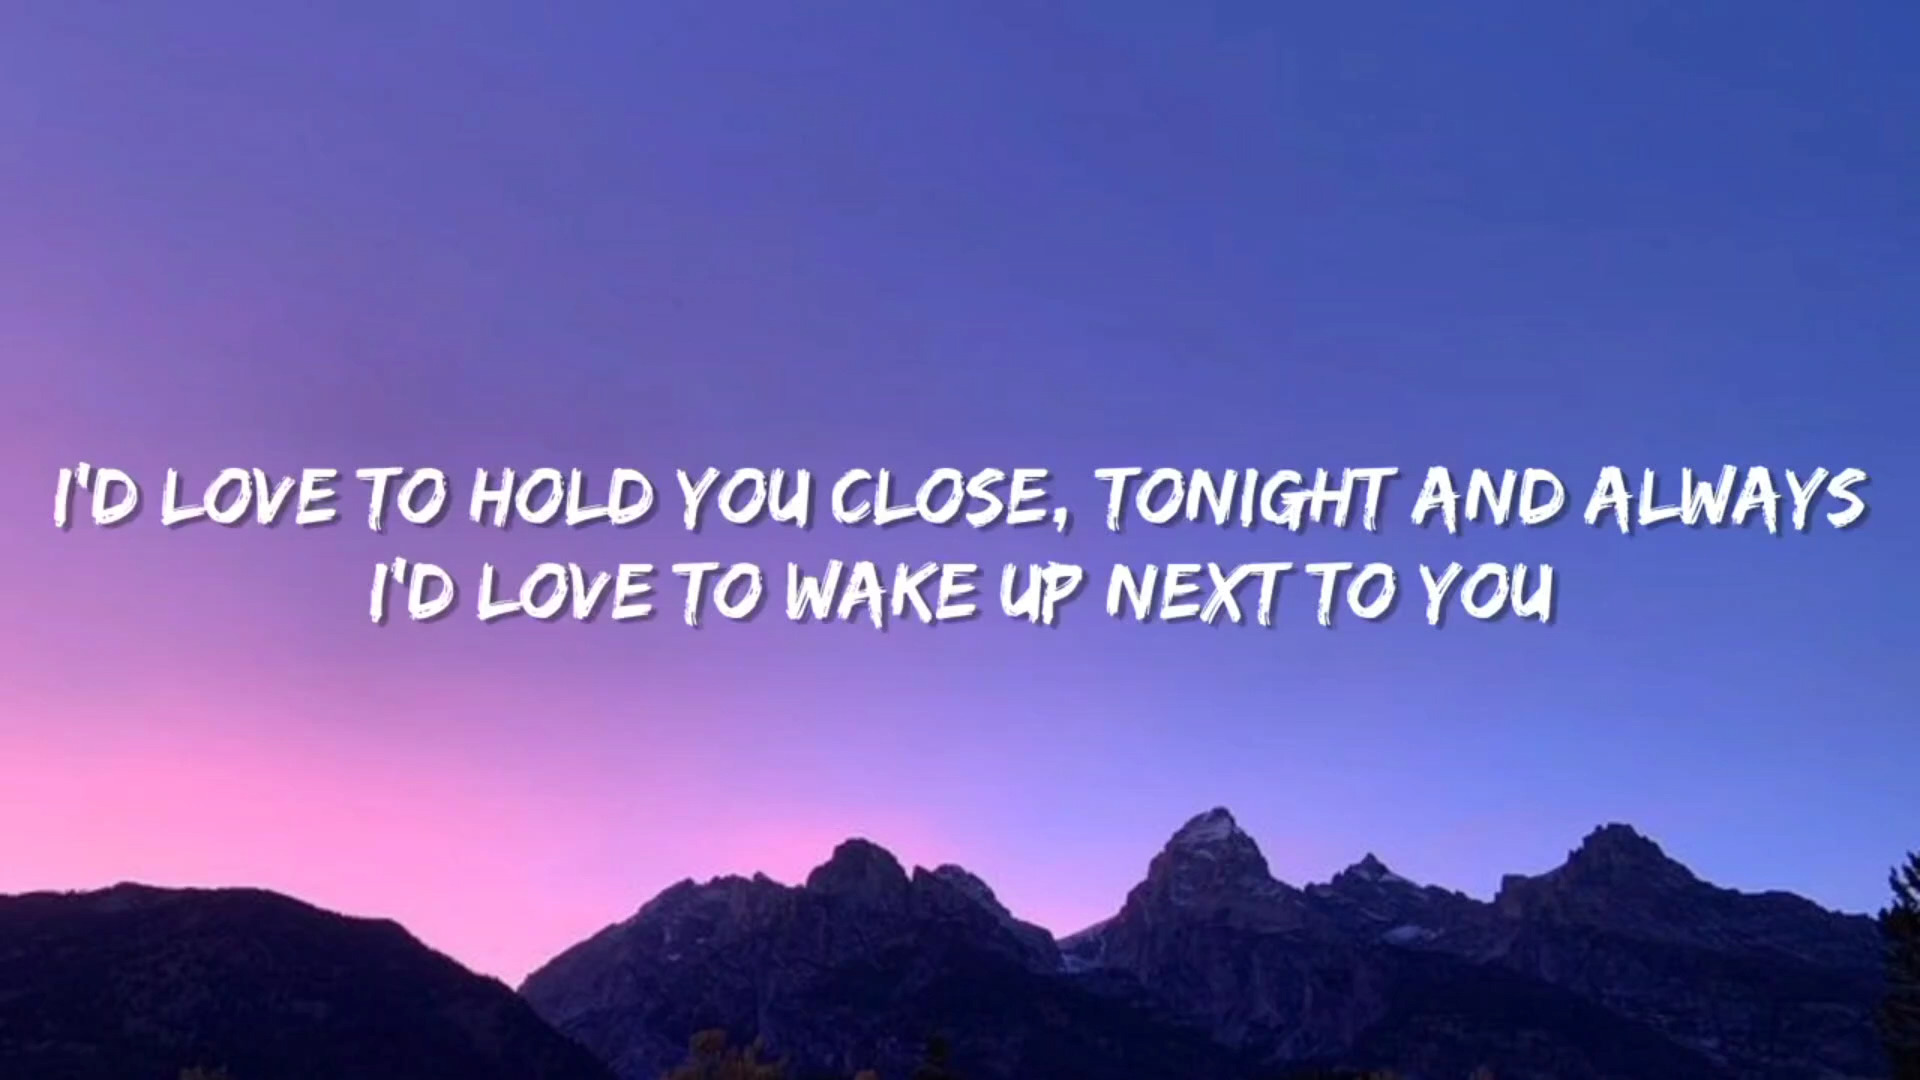 I'D LOVE TO HOLD YOU CLOSE, TONIGHT AND ALWAYS
I'D LOVE TO WAKE UP NEXT TO YOU